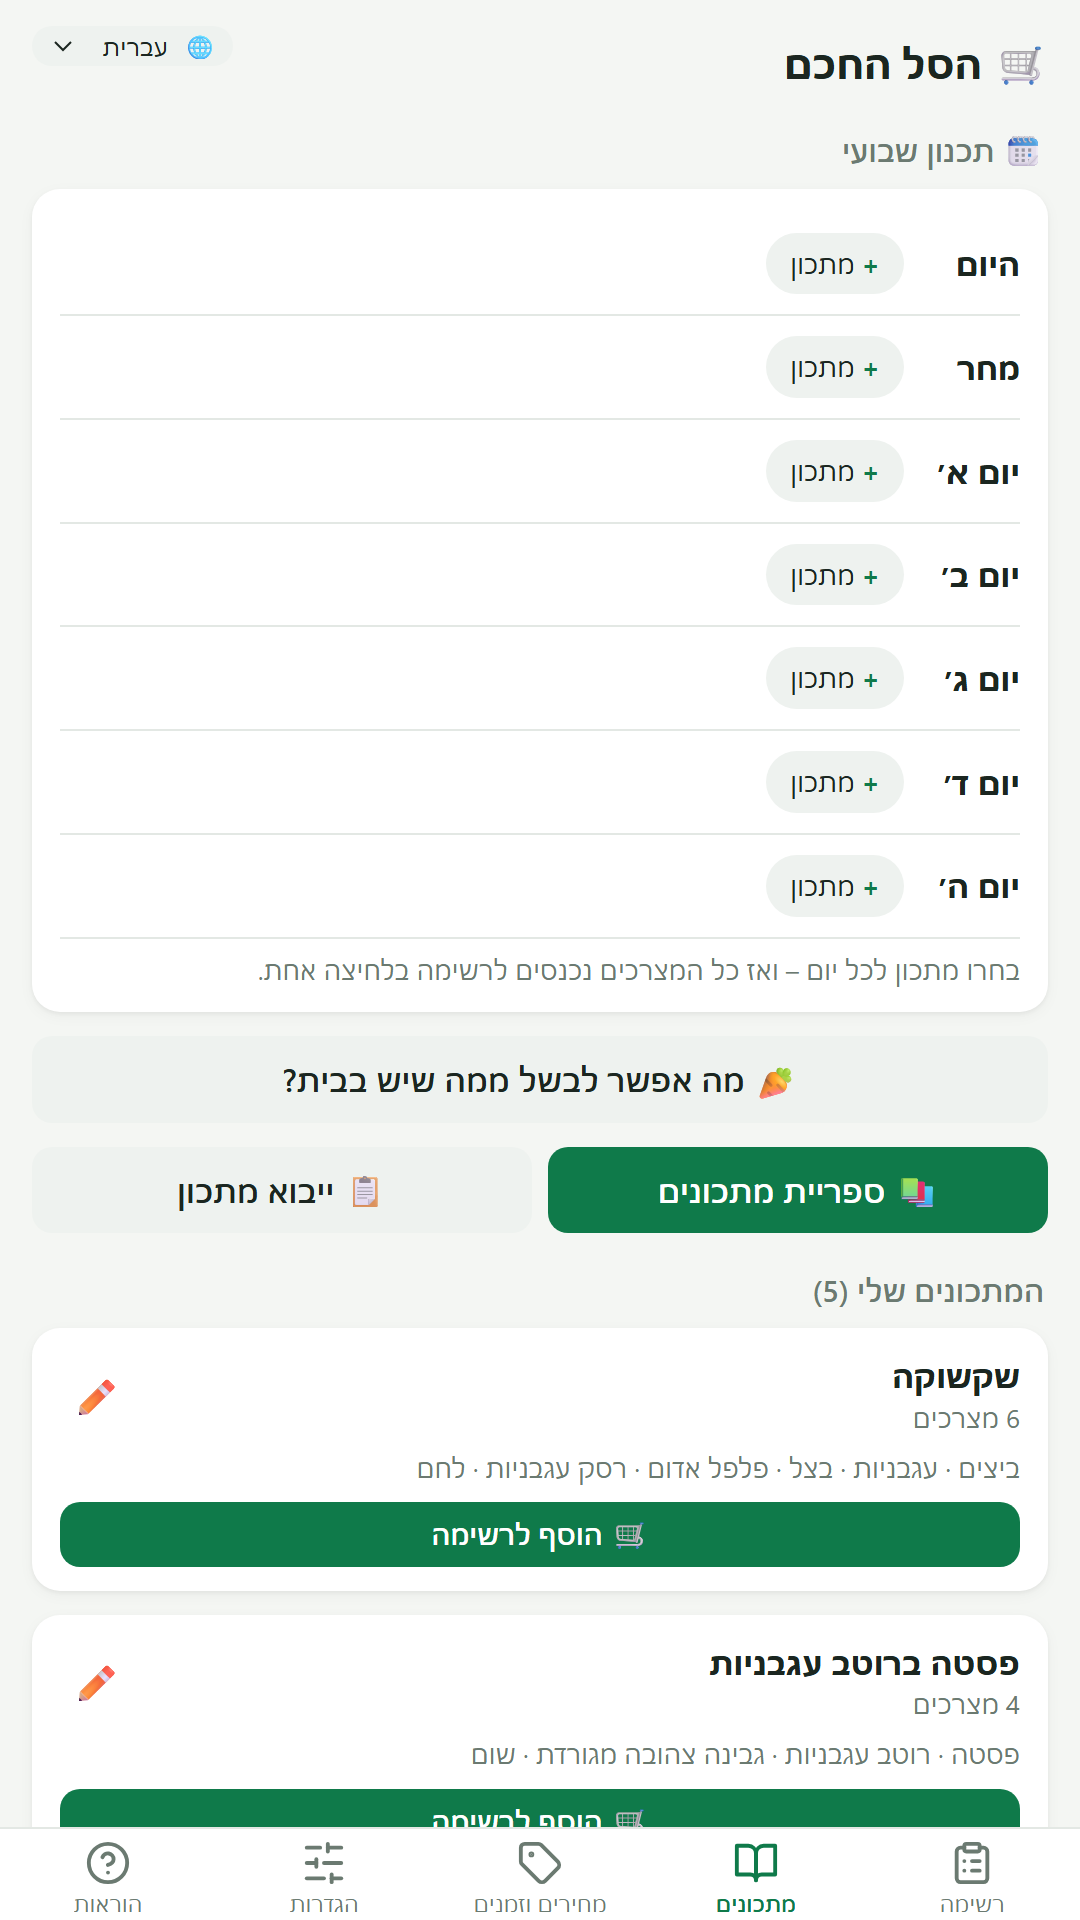 הסל החכם
עברית
תכנון שבועי
היום
+ מתכון
מחר
+ מתכון
יום א׳
+ מתכון
יום ב׳
+ מתכון
יום ג׳
+ מתכון
יום ד׳
+ מתכון
יום ה׳
+ מתכון
בחרו מתכון לכל יום – ואז כל המצרכים נכנסים לרשימה בלחיצה אחת.
מה אפשר לבשל ממה שיש בבית?
ספריית מתכונים
ייבוא מתכון
המתכונים שלי (5)
שקשוקה
6 מצרכים
ביצים · עגבניות · בצל · פלפל אדום · רסק עגבניות · לחם
הוסף לרשימה
פסטה ברוטב עגבניות
4 מצרכים
פסטה · רוטב עגבניות · גבינה צהובה מגורדת · שום
הוסף לרשימה
רשימה
מתכונים
מחירים וזמנים
הגדרות
הוראות